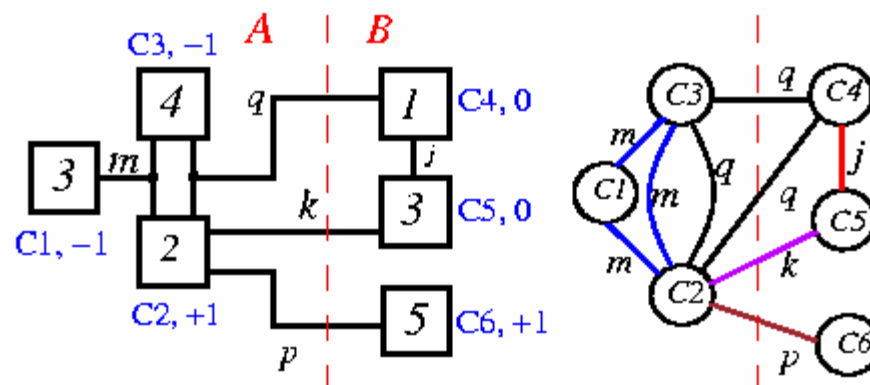 A B
C3, −1
4
q
1
C4, 0
3
m
j
k
3
C5, 0
C1, −1
2
C2, +1
5
C6, +1
p
C3
q
C4
m
C1
m
q
j
q
C5
m
k
C2
p
C6